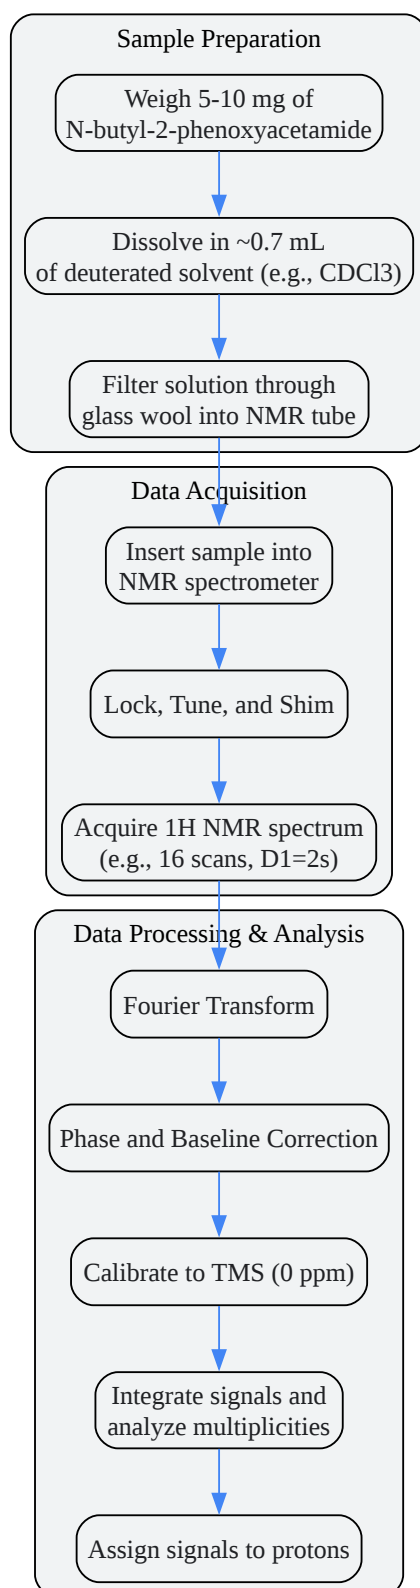 Sample Preparation
Weigh 5-10 mg of
N-butyl-2-phenoxyacetamide
Dissolve in ~0.7 mL
of deuterated solvent (e.g., CDCl3)
Filter solution through
glass wool into NMR tube
Data Acquisition
Insert sample into
NMR spectrometer
Lock, Tune, and Shim
Acquire 1H NMR spectrum
(e.g., 16 scans, D1=2s)
Data Processing & Analysis
Fourier Transform
Phase and Baseline Correction
Calibrate to TMS (0 ppm)
Integrate signals and
analyze multiplicities
Assign signals to protons